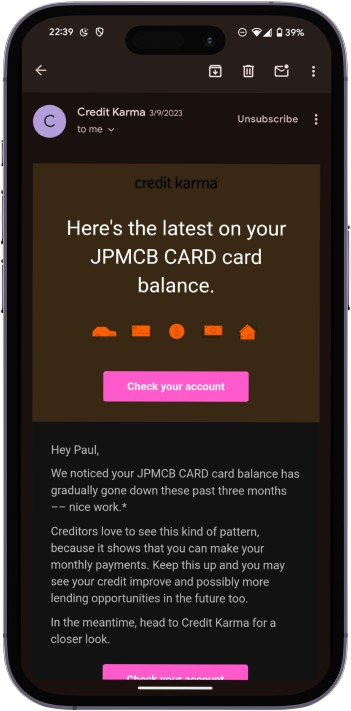 22:39 39%
Credit Karma 3/9/2023
Unsubscribe
to me
C
credit karma
Here's the latest on your
JPMCB CARD card
balance.
$
Check your account
Hey Paul,
We noticed your JPMCB CARD card balance has
gradually gone down these past three months
–– nice work.*
Creditors love to see this kind of pattern,
because it shows that you can make your
monthly payments. Keep this up and you may
see your credit improve and possibly more
lending opportunities in the future too.
In the meantime, head to Credit Karma for a
closer look.
Check your account